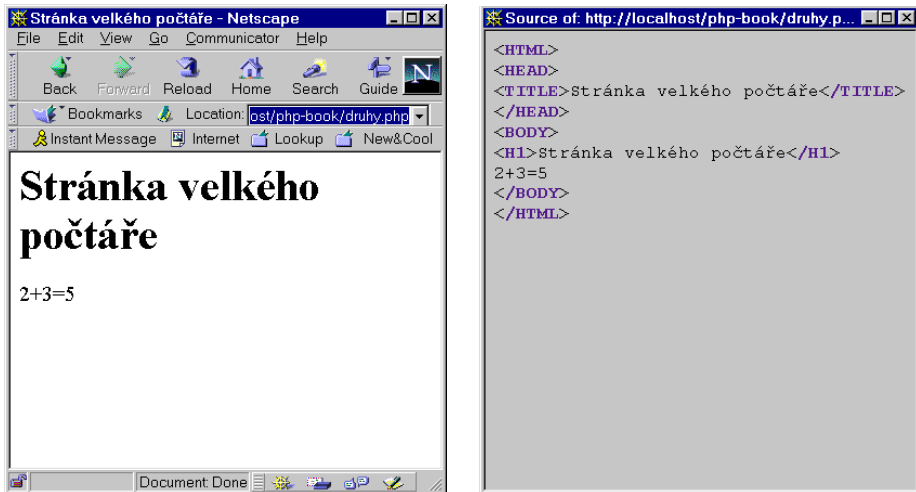 Stránka velkého počtáře - Netscape
File Edit View Go Communicator Help
Back Forward Reload Home Search Guide N
Bookmarks Location: ost/php-book/druhy.php
Instant Message Internet Lookup New&Cool
Stránka velkého
počtáře
2+3=5
Document: Done
Source of: http://localhost/php-book/druhy.p...
<HTML>
<HEAD>
<TITLE>Stránka velkého počtáře</TITLE>
</HEAD>
<BODY>
<H1>Stránka velkého počtáře</H1>
2+3=5
</BODY>
</HTML>